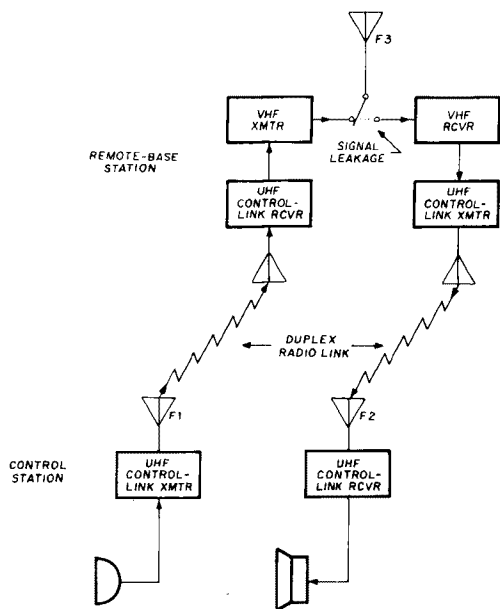 F3
VHF
XMTR
VHF
RCVR
SIGNAL
LEAKAGE
REMOTE-BASE
STATION
UHF
CONTROL-
LINK RCVR
UHF
CONTROL-
LINK XMTR
DUPLEX
RADIO LINK
F1
F2
CONTROL
STATION
UHF
CONTROL-
LINK XMTR
UHF
CONTROL-
LINK RCVR